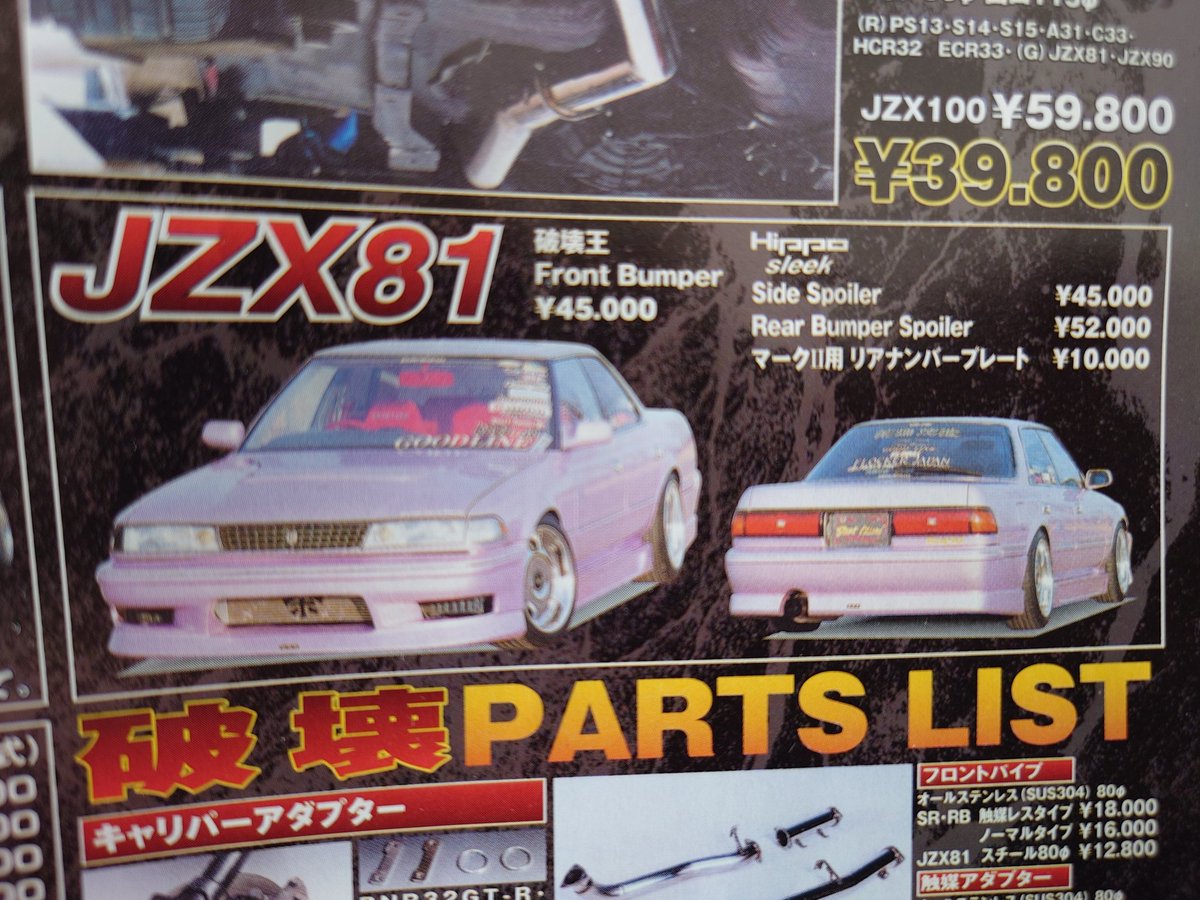 (R)PS13・S14・S15・A31・C33・
HCR32 ECR33・(G)JZX81・JZX90
JZX100 ¥59.800
¥39.800
JZX81
破壊王
Front Bumper
¥45.000
Hippo
sleek
Side Spoiler ¥45.000
Rear Bumper Spoiler ¥52.000
マークII用 リアナンバープレート ¥10.000
GOODLINE
破壊 PARTS LIST
キャリパーアダプター
フロントパイプ
オールステンレス(SUS304) 80φ
SR・RB 触媒レスタイプ ¥18.000
ノーマルタイプ ¥16.000
JZX81 スチール80φ ¥12.800
触媒アダプター